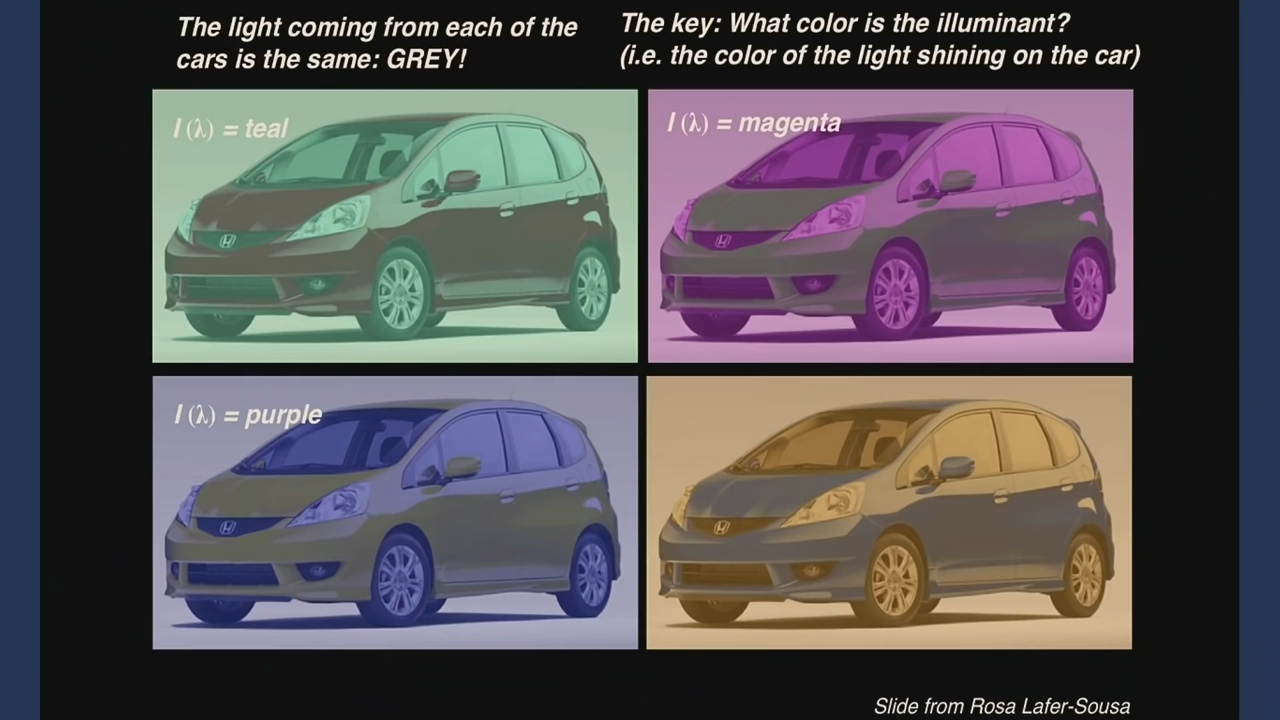 The light coming from each of the
cars is the same: GREY!
The key: What color is the illuminant?
(i.e. the color of the light shining on the car)
I (λ) = teal
I (λ) = magenta
I (λ) = purple
Slide from Rosa Lafer-Sousa